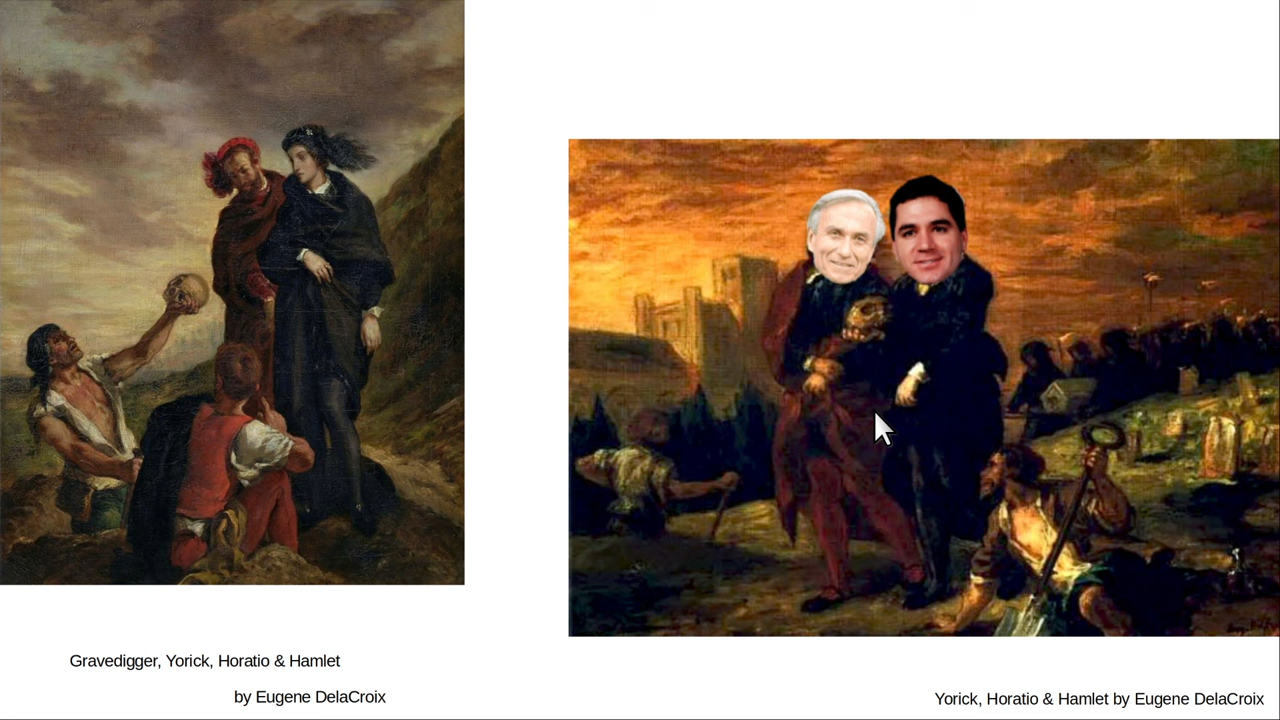 Gravedigger, Yorick, Horatio & Hamlet
by Eugene DelaCroix
Yorick, Horatio & Hamlet by Eugene DelaCroix